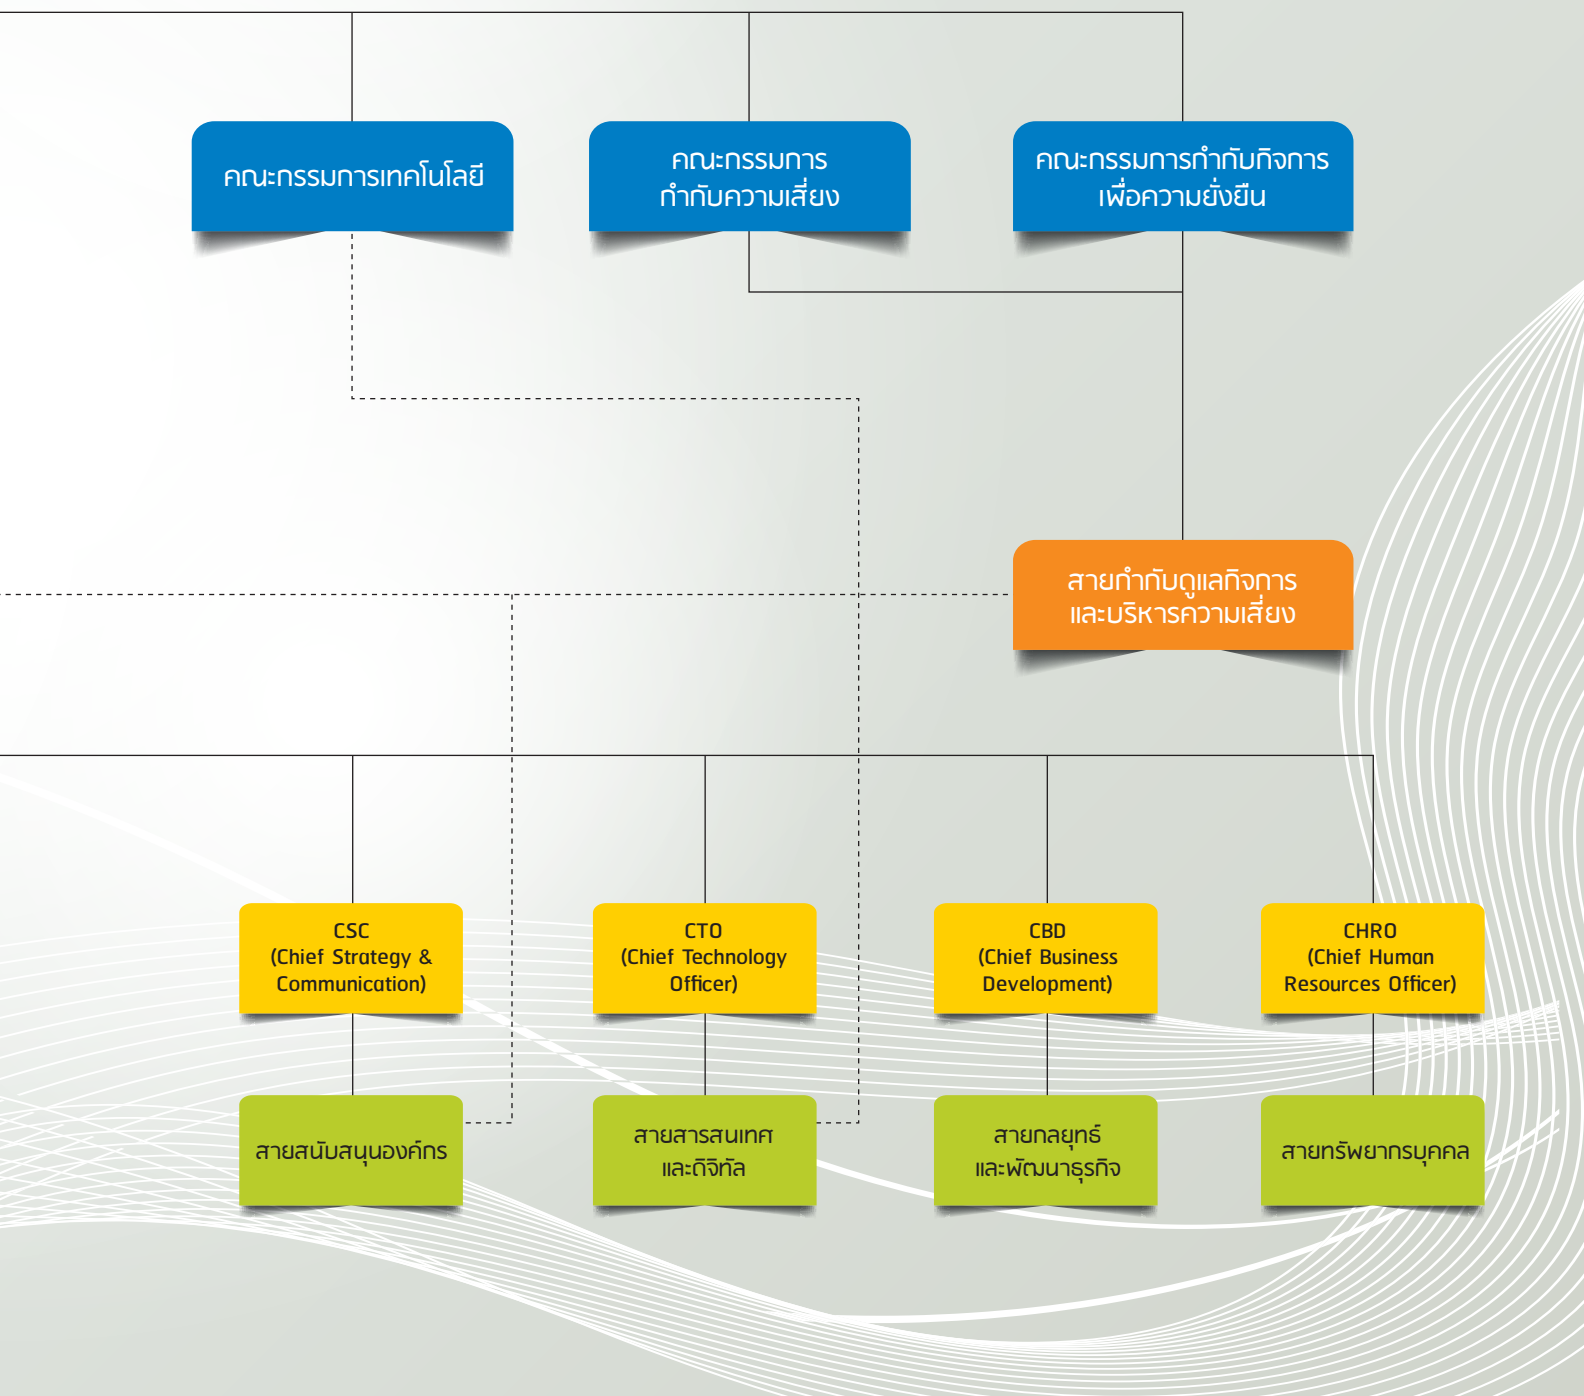 คณะกรรมการเทคโนโลยี
คณะกรรมการ
กำกับความเสี่ยง
คณะกรรมการกำกับกิจการ
เพื่อความยั่งยืน
สายกำกับดูแลกิจการ
และบริหารความเสี่ยง
CSC
(Chief Strategy &
Communication)
CTO
(Chief Technology
Officer)
CBD
(Chief Business
Development)
CHRO
(Chief Human
Resources Officer)
สายสนับสนุนองค์กร
สายสารสนเทศ
และดิจิทัล
สายกลยุทธ์
และพัฒนาธุรกิจ
สายทรัพยากรบุคคล